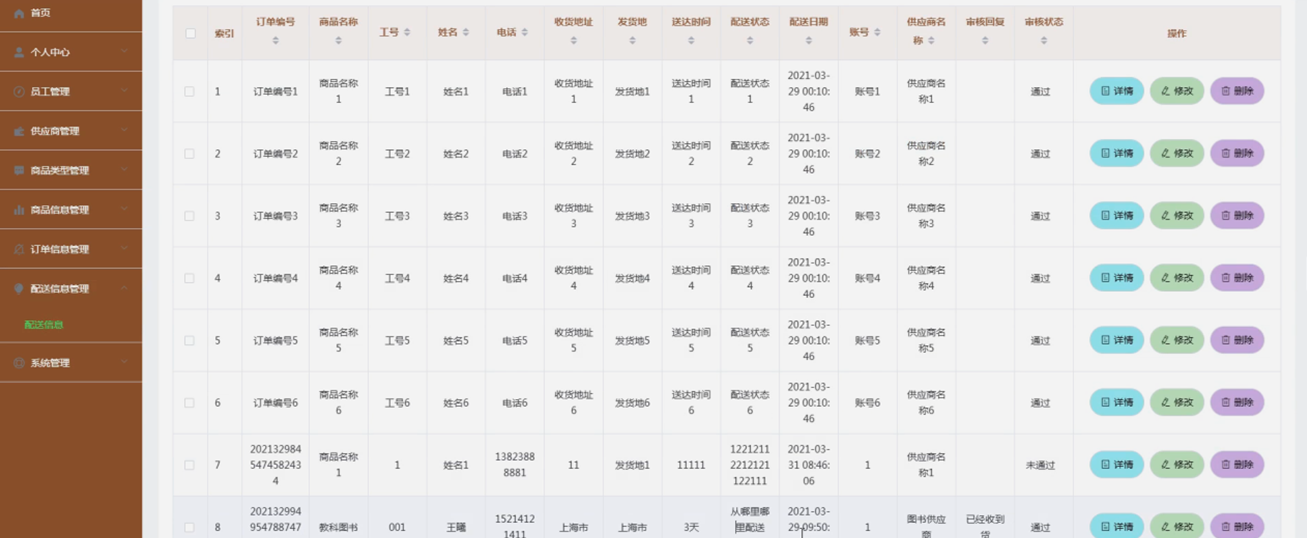 首页
个人中心
员工管理
供应商管理
商品类型管理
商品信息管理
订单信息管理
配送信息管理
配送信息
系统管理
索引 订单编号 商品名称 工号 姓名 电话 收货地址 发货地 送达时间 配送状态 配送日期 账号 供应商名称 审核回复 审核状态 操作
1 订单编号1 商品名称1 工号1 姓名1 电话1 收货地址1 发货地1 送达时间1 配送状态1 2021-03-29 00:10:46 账号1 供应商名称1 通过 详情 修改 删除
2 订单编号2 商品名称2 工号2 姓名2 电话2 收货地址2 发货地2 送达时间2 配送状态2 2021-03-29 00:10:46 账号2 供应商名称2 通过 详情 修改 删除
3 订单编号3 商品名称3 工号3 姓名3 电话3 收货地址3 发货地3 送达时间3 配送状态3 2021-03-29 00:10:46 账号3 供应商名称3 通过 详情 修改 删除
4 订单编号4 商品名称4 工号4 姓名4 电话4 收货地址4 发货地4 送达时间4 配送状态4 2021-03-29 00:10:46 账号4 供应商名称4 通过 详情 修改 删除
5 订单编号5 商品名称5 工号5 姓名5 电话5 收货地址5 发货地5 送达时间5 配送状态5 2021-03-29 00:10:46 账号5 供应商名称5 通过 详情 修改 删除
6 订单编号6 商品名称6 工号6 姓名6 电话6 收货地址6 发货地6 送达时间6 配送状态6 2021-03-29 00:10:46 账号6 供应商名称6 通过 详情 修改 删除
7 2021329845474582434 商品名称1 1 姓名1 13823888881 11 发货地1 11111 12212112212121122111 2021-03-31 08:46:06 1 供应商名称1 未通过 详情 修改 删除
8 202132994954788747 教科图书 001 王曦 15214121411 上海市 上海市 3天 从哪里哪里配送 2021-03-29 09:50: 1 图书供应商 已经收到货 通过 详情 修改 删除